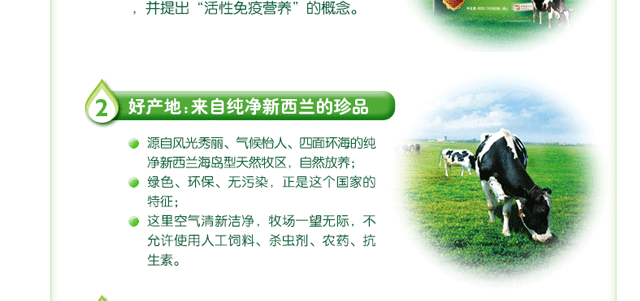 ，并提出“活性免疫营养”的概念。
2 好产地：来自纯净新西兰的珍品
源自风光秀丽、气候怡人、四面环海的纯
净新西兰海岛型天然牧区，自然放养；
绿色、环保、无污染，正是这个国家的
特征；
这里空气清新洁净，牧场一望无际，不
允许使用人工饲料、杀虫剂、农药、抗
生素。